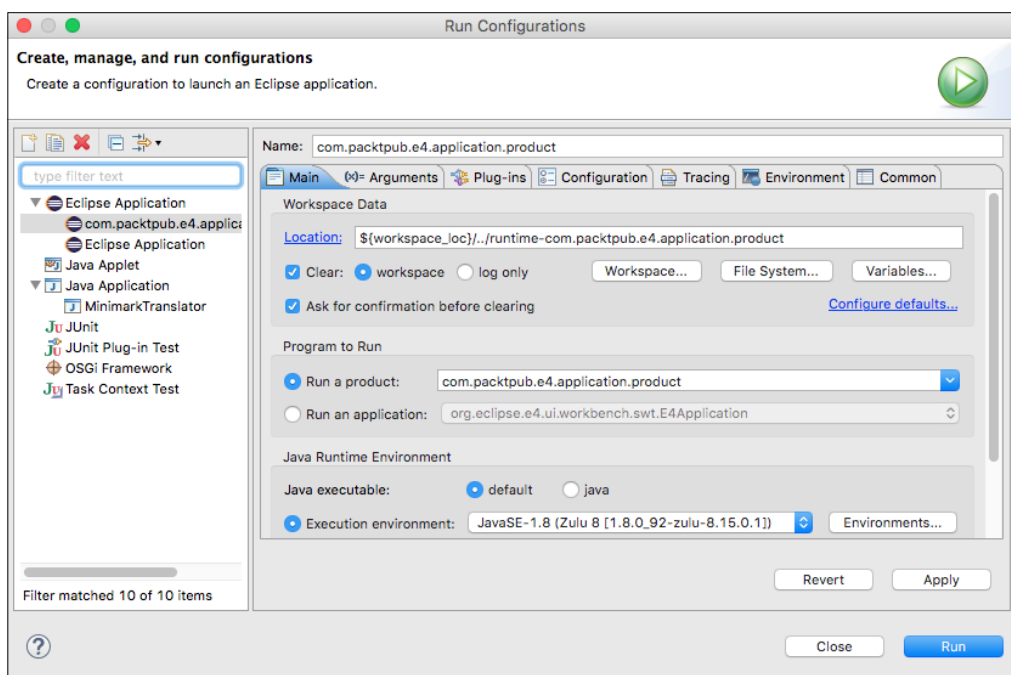 Run Configurations
Create, manage, and run configurations
Create a configuration to launch an Eclipse application.
type filter text
Eclipse Application
com.packtpub.e4.applica
Eclipse Application
Java Applet
Java Application
MinimarkTranslator
JUnit
JUnit Plug-in Test
OSGi Framework
Task Context Test
Filter matched 10 of 10 items
Name: com.packtpub.e4.application.product
Main (x)= Arguments Plug-ins Configuration Tracing Environment Common
Workspace Data
Location: ${workspace_loc}/../runtime-com.packtpub.e4.application.product
Clear: workspace log only Workspace... File System... Variables...
Ask for confirmation before clearing Configure defaults...
Program to Run
Run a product: com.packtpub.e4.application.product
Run an application: org.eclipse.e4.ui.workbench.swt.E4Application
Java Runtime Environment
Java executable: default java
Execution environment: JavaSE-1.8 (Zulu 8 [1.8.0_92-zulu-8.15.0.1]) Environments...
Revert Apply
? Close Run